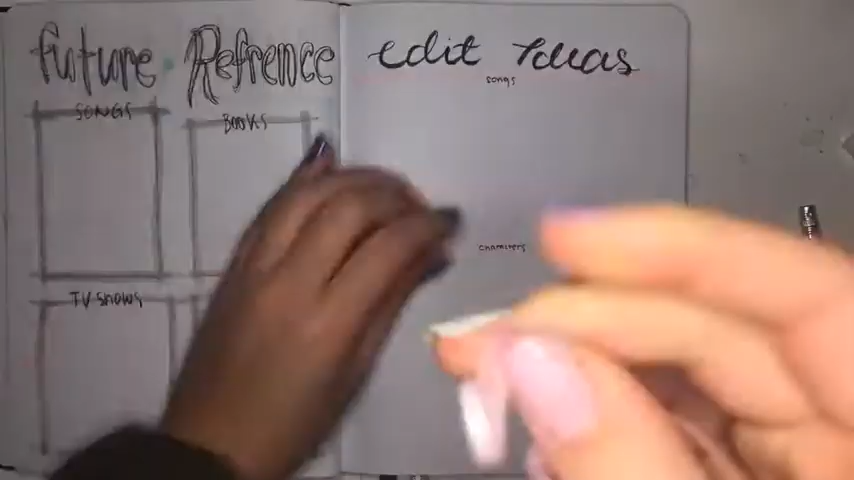 future Refrence
SONGS
BOOKS
TV SHOWS
edit Ideas
songs
characters